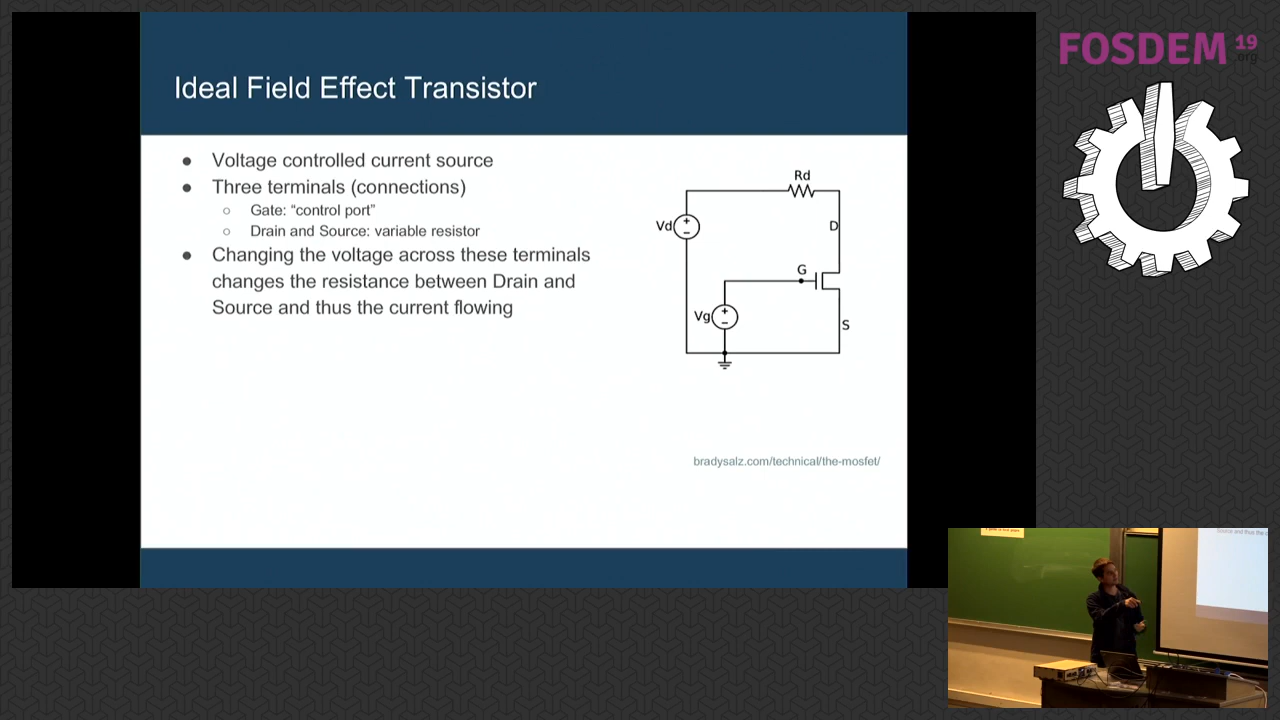 FOSDEM 19
.org
Ideal Field Effect Transistor
● Voltage controlled current source
● Three terminals (connections)
○ Gate: “control port”
○ Drain and Source: variable resistor
● Changing the voltage across these terminals
changes the resistance between Drain and
Source and thus the current flowing
Rd
Vd
D
G
Vg
S
bradysalz.com/technical/the-mosfet/